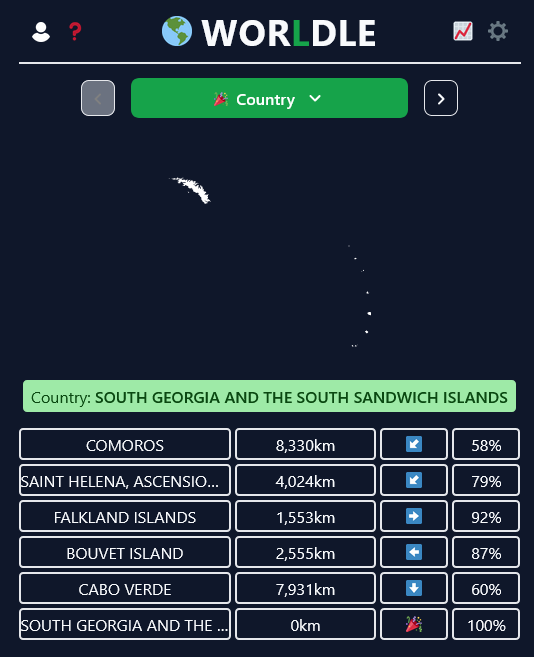 ?
WORLDLE
Country
Country: SOUTH GEORGIA AND THE SOUTH SANDWICH ISLANDS
COMOROS 8,330km 58%
SAINT HELENA, ASCENSIO... 4,024km 79%
FALKLAND ISLANDS 1,553km 92%
BOUVET ISLAND 2,555km 87%
CABO VERDE 7,931km 60%
SOUTH GEORGIA AND THE ... 0km 100%